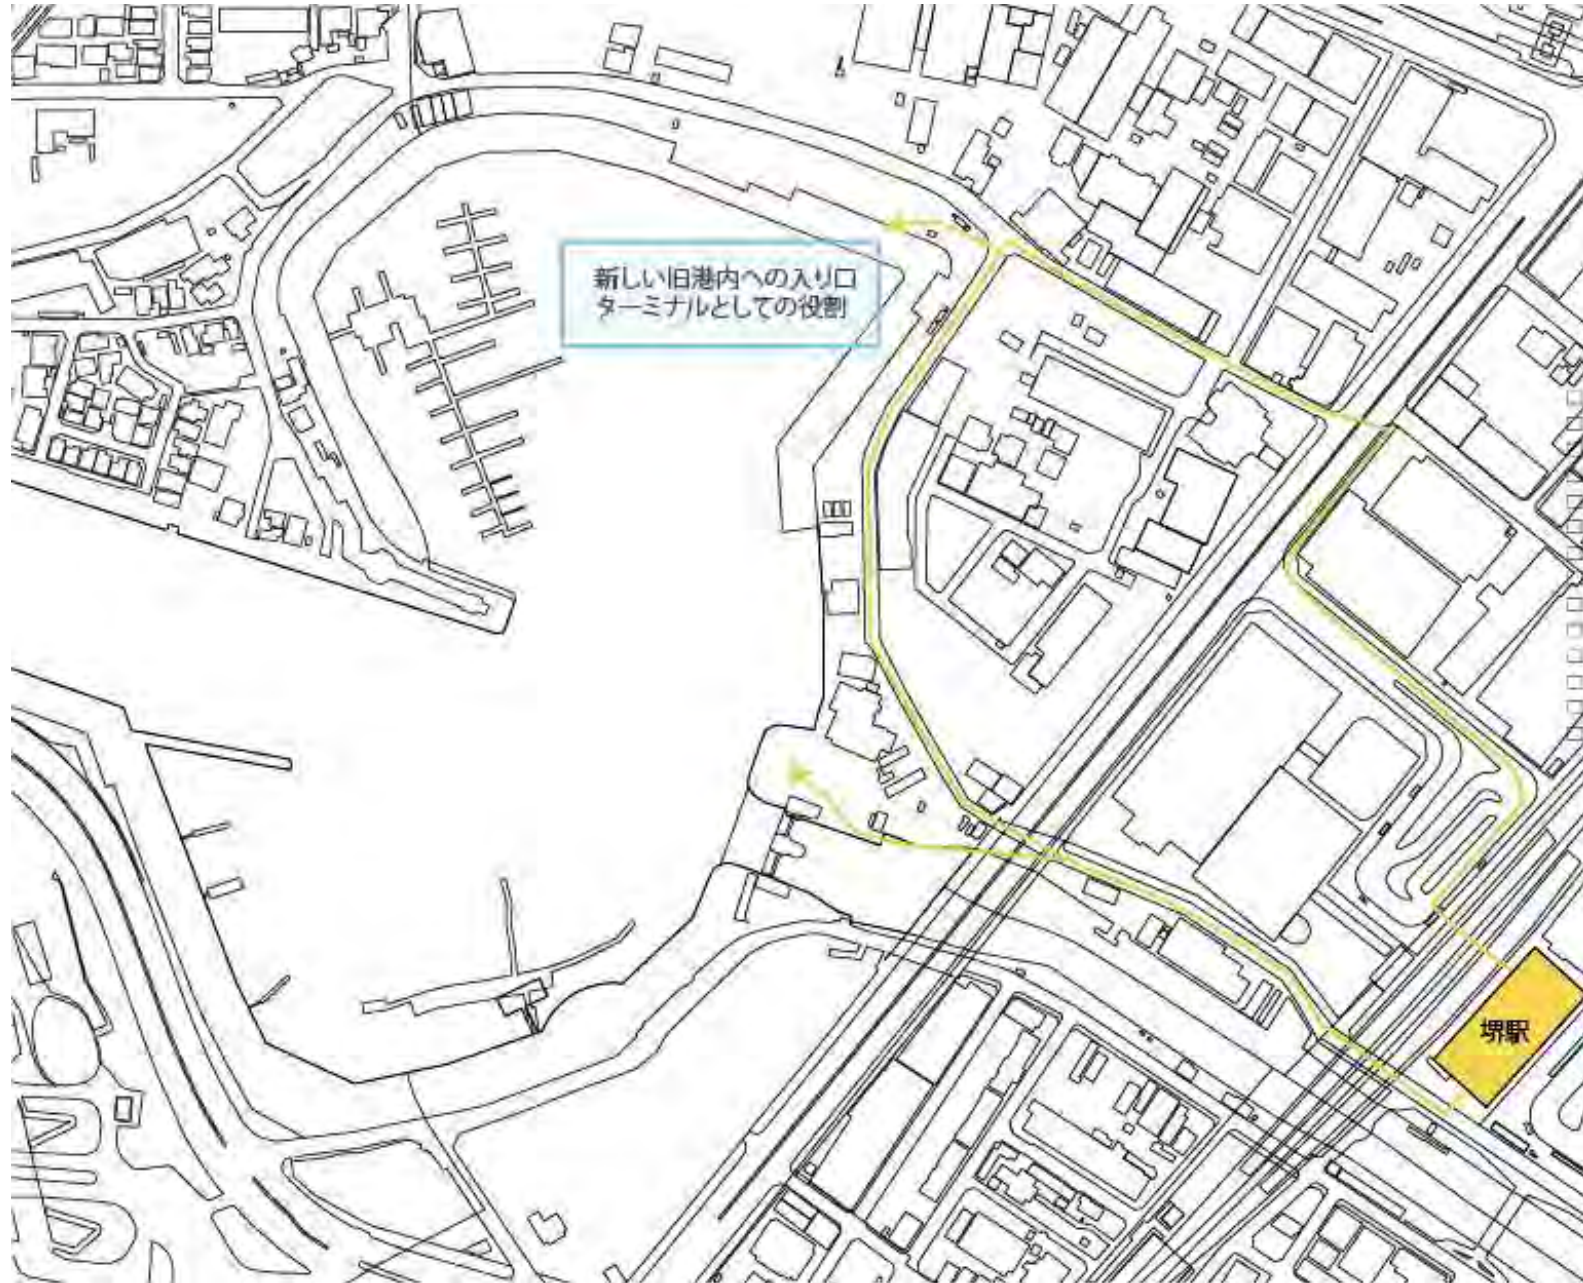 新しい旧港内への入り口
ターミナルとしての役割
堺駅